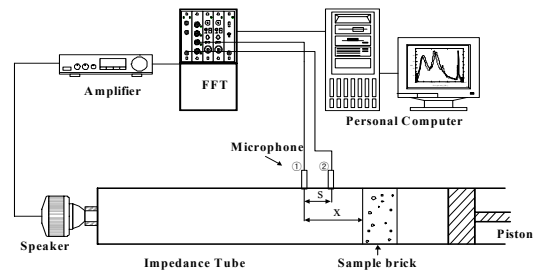 Amplifier
FFT
Personal Computer
Microphone
① ②
S
X
Speaker
Piston
Impedance Tube
Sample brick